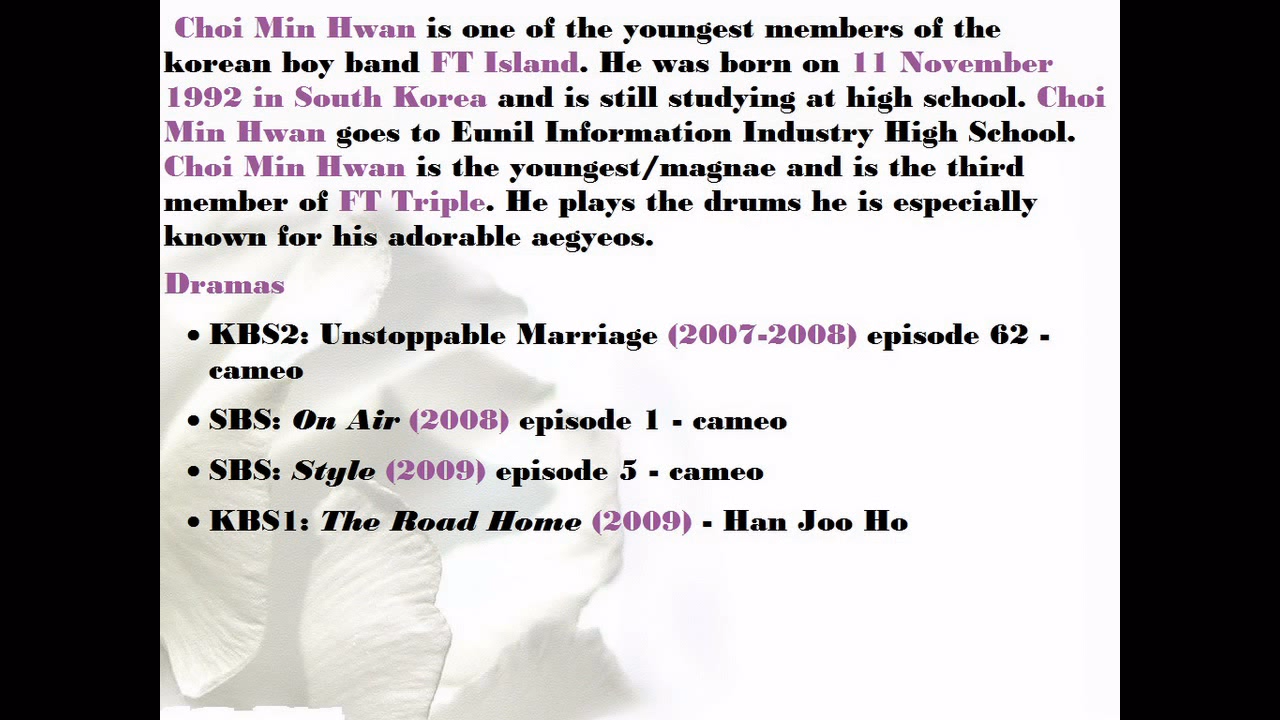 Choi Min Hwan is one of the youngest members of the
korean boy band FT Island. He was born on 11 November
1992 in South Korea and is still studying at high school. Choi
Min Hwan goes to Eunil Information Industry High School.
Choi Min Hwan is the youngest/magnae and is the third
member of FT Triple. He plays the drums he is especially
known for his adorable aegyeos.
Dramas
• KBS2: Unstoppable Marriage (2007-2008) episode 62 -
cameo
• SBS: On Air (2008) episode 1 - cameo
• SBS: Style (2009) episode 5 - cameo
• KBS1: The Road Home (2009) - Han Joo Ho